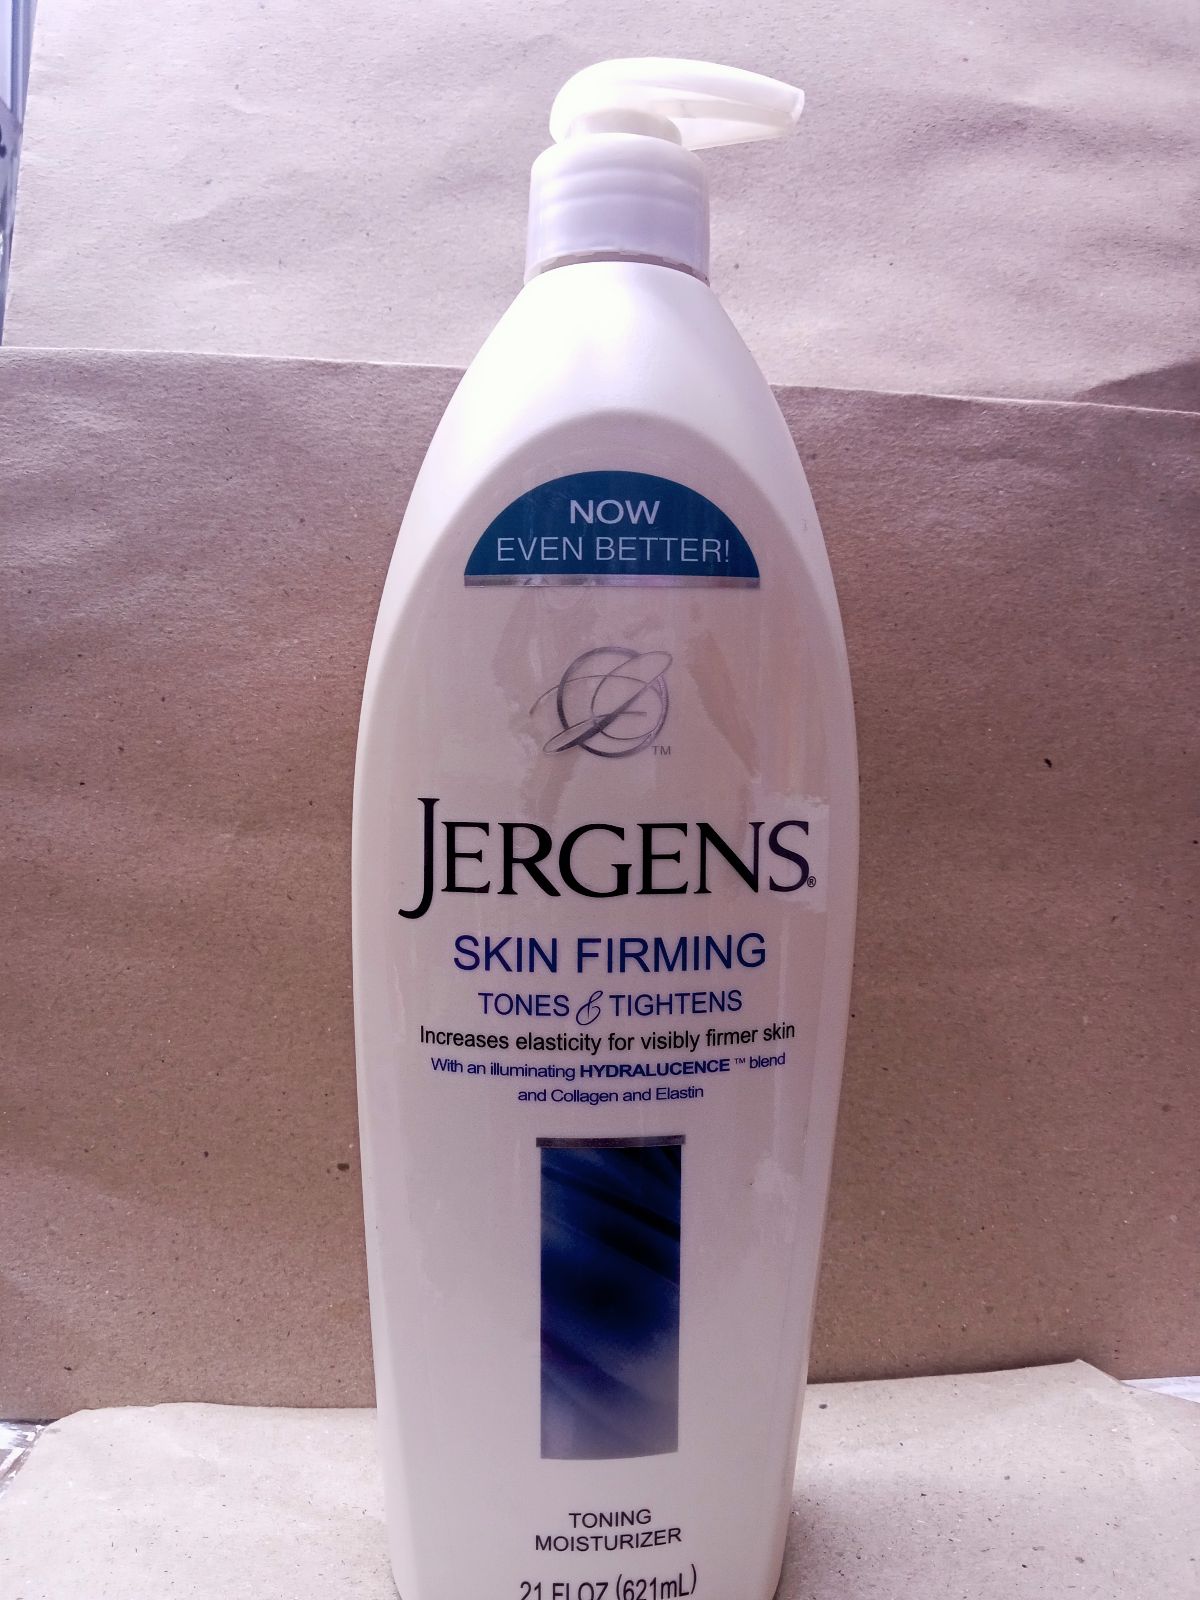 NOW
EVEN BETTER!
TM
JERGENS®
SKIN FIRMING
TONES & TIGHTENS
Increases elasticity for visibly firmer skin
With an illuminating HYDRALUCENCE™ blend
and Collagen and Elastin
TONING
MOISTURIZER
21 FL OZ (621mL)